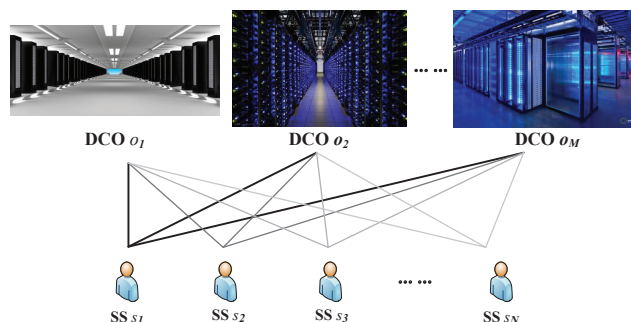 ... ...
DCO o1
DCO o2
DCO oM
... ...
SS s1
SS s2
SS s3
SS sN